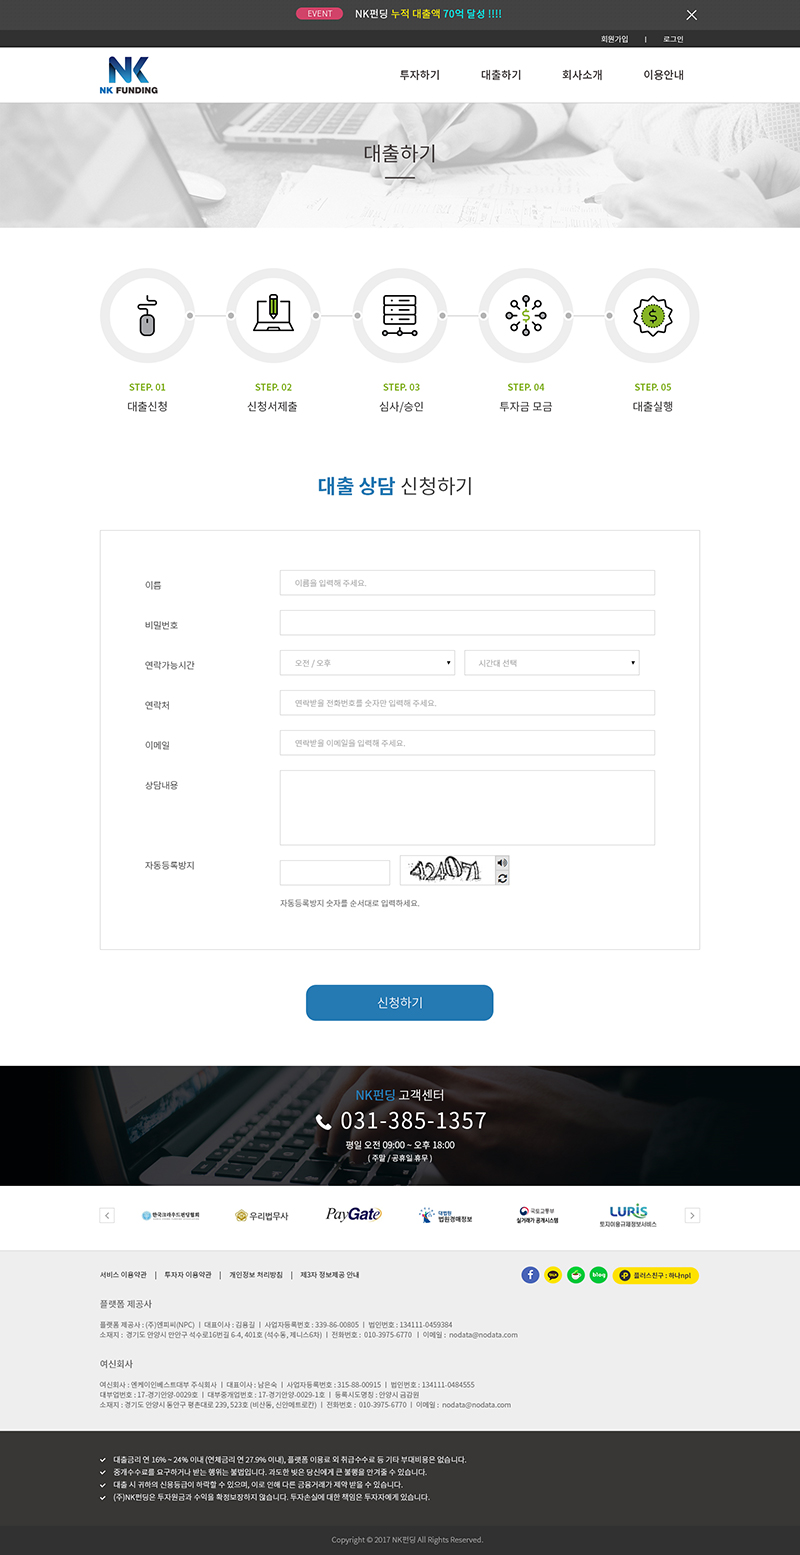 EVENT NK펀딩 누적 대출액 70억 달성 !!!!
회원가입 | 로그인
NK FUNDING
투자하기 대출하기 회사소개 이용안내
대출하기
STEP. 01 STEP. 02 STEP. 03 STEP. 04 STEP. 05
대출신청 신청서제출 심사/승인 투자금 모금 대출실행
대출 상담 신청하기
이름 이름을 입력해 주세요.
비밀번호
연락가능시간 오전 / 오후 시간대 선택
연락처 연락받을 전화번호를 숫자만 입력해 주세요.
이메일 연락받을 이메일을 입력해 주세요.
상담내용
자동등록방지 424071
자동등록방지 숫자를 순서대로 입력하세요.
신청하기
NK펀딩 고객센터
031-385-1357
평일 오전 09:00 ~ 오후 18:00
( 주말 / 공휴일 휴무 )
한국크라우드펀딩협회 우리법무사 PayGate 대법원 법원경매정보 국토교통부 실거래가 공개시스템 LURIS 토지이용규제정보서비스
서비스 이용약관 | 투자자 이용약관 | 개인정보 처리방침 | 제3자 정보제공 안내
blog 플러스친구 : 하나npl
플랫폼 제공사
플랫폼 제공사 : (주)엔피씨(NPC) | 대표이사 : 김용길 | 사업자등록번호 : 339-86-00805 | 법인번호 : 134111-0459384
소재지 : 경기도 안양시 만안구 석수로16번길 6-4, 401호 (석수동, 제니스6차) | 전화번호 : 010-3975-6770 | 이메일 : nodata@nodata.com
여신회사
여신회사 : 엔케이인베스트대부 주식회사 | 대표이사 : 남은숙 | 사업자등록번호 : 315-88-00915 | 법인번호 : 134111-0484555
대부업번호 : 17-경기안양-0029호 | 대부중개업번호 : 17-경기안양-0029-1호 | 등록시도명칭 : 안양시 금감원
소재지 : 경기도 안양시 동안구 평촌대로 239, 523호 (비산동, 신안메트로칸) | 전화번호 : 010-3975-6770 | 이메일 : nodata@nodata.com
대출금리 연 16% ~ 24% 이내 (연체금리 연 27.9% 이내), 플랫폼 이용료 외 취급수수료 등 기타 부대비용은 없습니다.
중개수수료를 요구하거나 받는 행위는 불법입니다. 과도한 빚은 당신에게 큰 불행을 안겨줄 수 있습니다.
대출 시 귀하의 신용등급이 하락할 수 있으며, 이로 인해 다른 금융거래가 제약 받을 수 있습니다.
(주)NK펀딩은 투자원금과 수익을 확정보장하지 않습니다. 투자손실에 대한 책임은 투자자에게 있습니다.
Copyright © 2017 NK펀딩 All Rights Reserved.